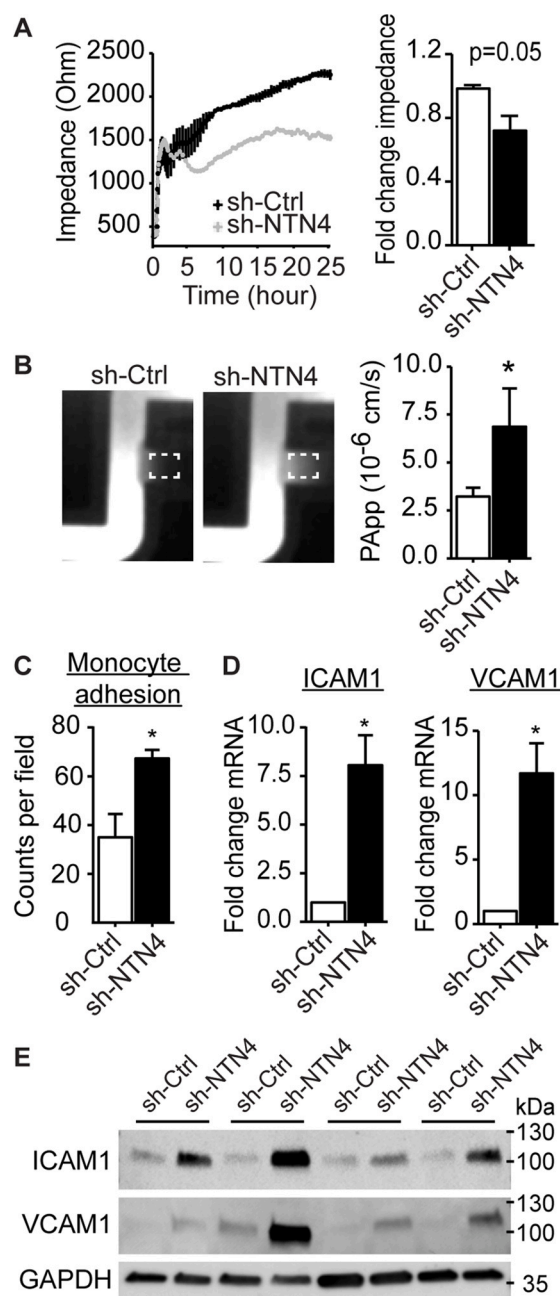 A
Impedance (Ohm)
2500
2000
1500
1000
500
sh-Ctrl
sh-NTN4
0 5 10 15 20 25
Time (hour)
Fold change impedance
1.2
0.8
0.4
0.0
p=0.05
sh-Ctrl
sh-NTN4
B
sh-Ctrl
sh-NTN4
PApp (10-6 cm/s)
10.0
7.5
5.0
2.5
0.0
*
sh-Ctrl
sh-NTN4
C
Monocyte
adhesion
Counts per field
80
60
40
20
0
*
sh-Ctrl
sh-NTN4
D
ICAM1
Fold change mRNA
10.0
7.5
5.0
2.5
0.0
*
sh-Ctrl
sh-NTN4
VCAM1
Fold change mRNA
15
10
5
0
*
sh-Ctrl
sh-NTN4
E
sh-Ctrl sh-NTN4 sh-Ctrl sh-NTN4 sh-Ctrl sh-NTN4 sh-Ctrl sh-NTN4
kDa
130
ICAM1
100
130
VCAM1
100
GAPDH
35